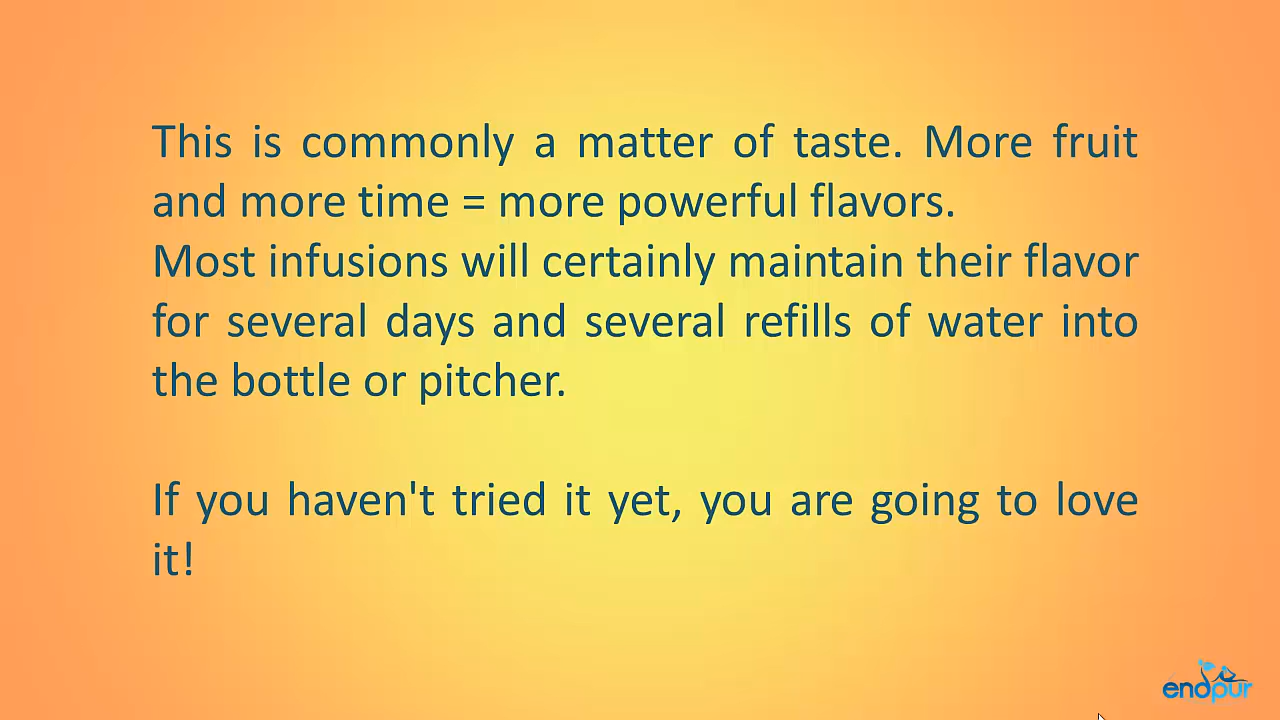 This is commonly a matter of taste. More fruit
and more time = more powerful flavors.
Most infusions will certainly maintain their flavor
for several days and several refills of water into
the bottle or pitcher.
If you haven't tried it yet, you are going to love
it!
endpur